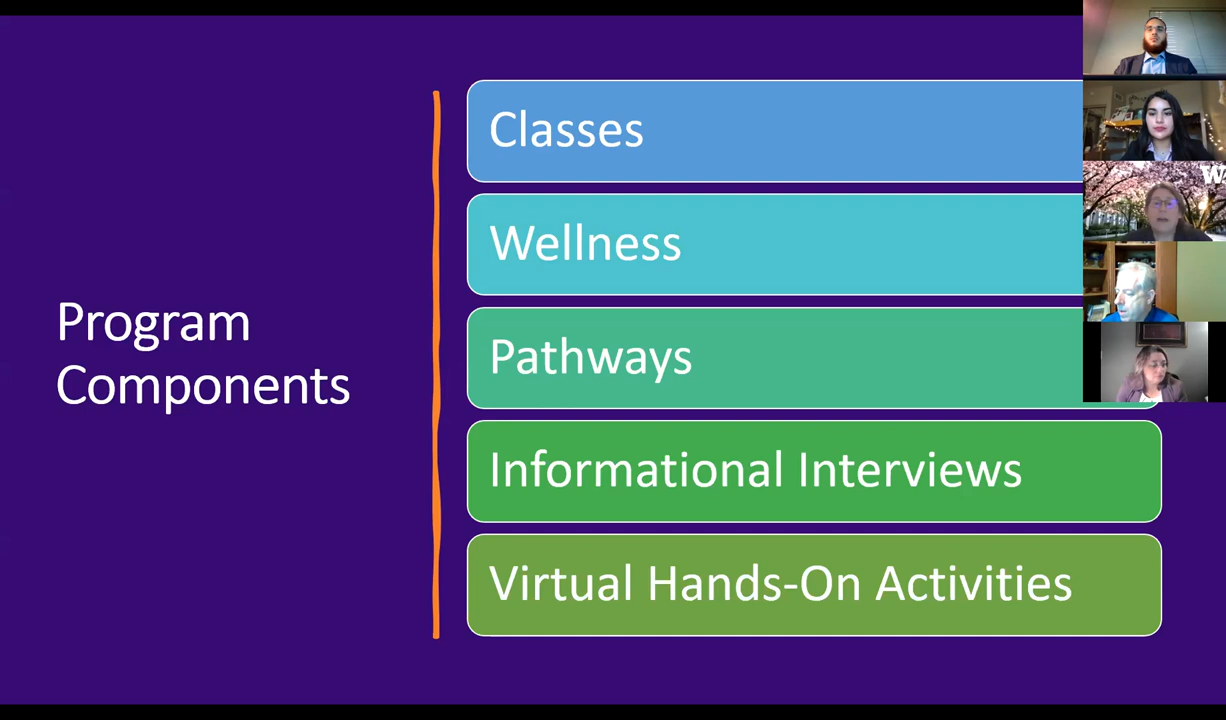 Program
Components
Classes
Wellness
Pathways
Informational Interviews
Virtual Hands-On Activities
W